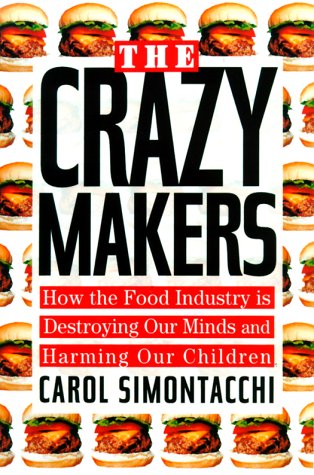 THE
CRAZY
MAKERS
How the Food Industry is
Destroying Our Minds and
Harming Our Children
CAROL SIMONTACCHI